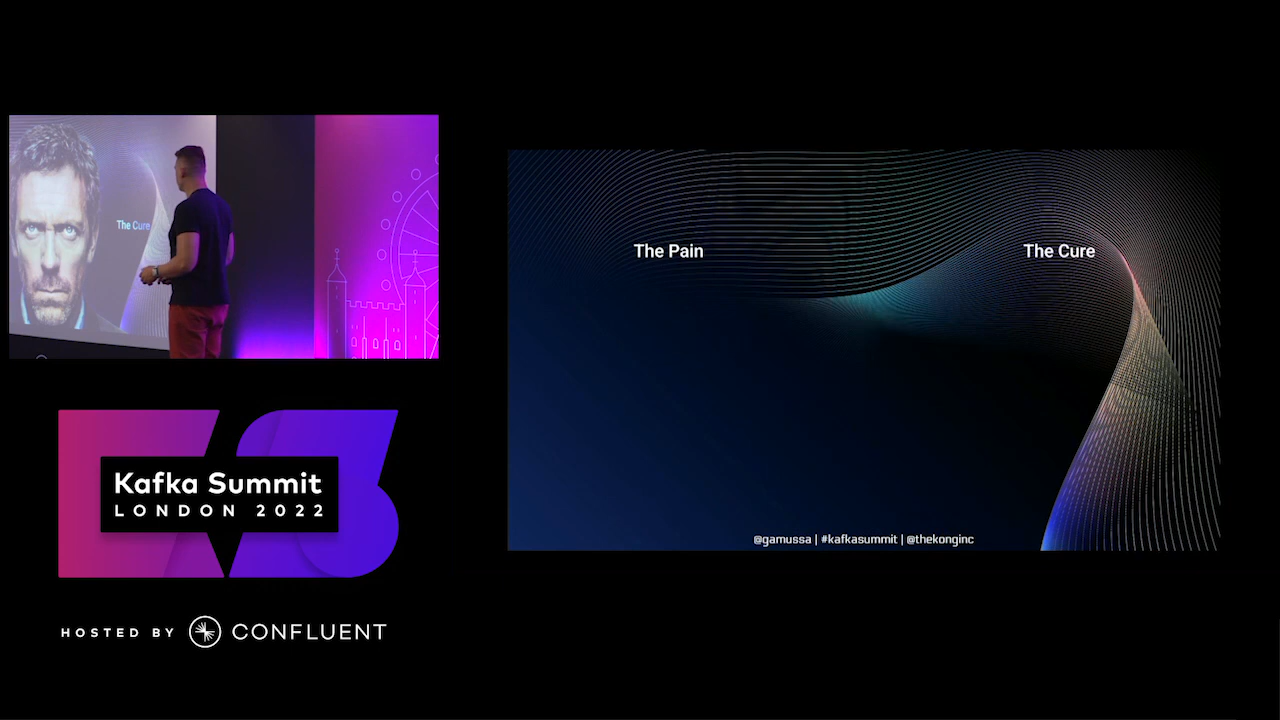 The Cure
Kafka Summit
LONDON 2022
HOSTED BY CONFLUENT
The Pain
The Cure
@gamussa | #kafkasummit | @thekonginc